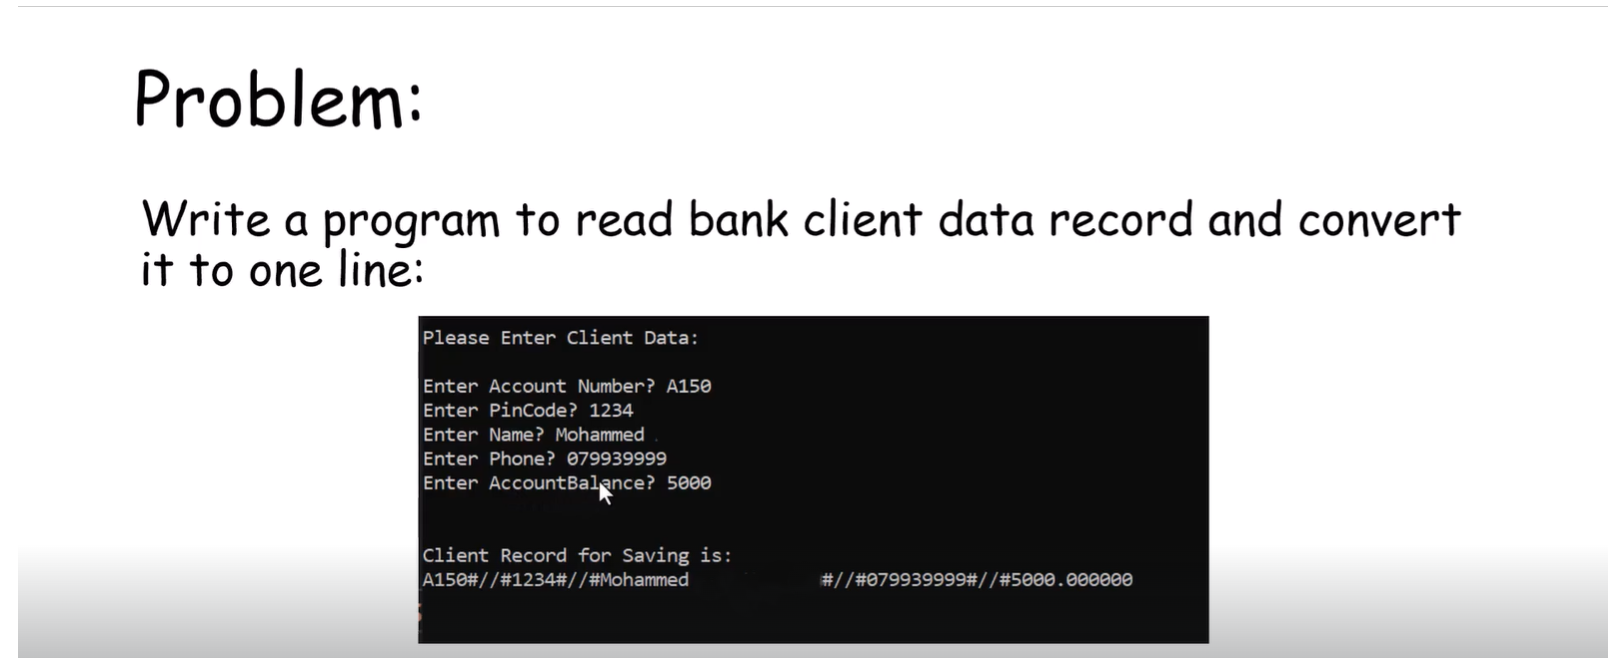 Problem:
Write a program to read bank client data record and convert
it to one line:
Please Enter Client Data:
Enter Account Number? A150
Enter PinCode? 1234
Enter Name? Mohammed
Enter Phone? 079939999
Enter AccountBalance? 5000
Client Record for Saving is:
A150#//#1234#//#Mohammed #//#079939999#//#5000.000000